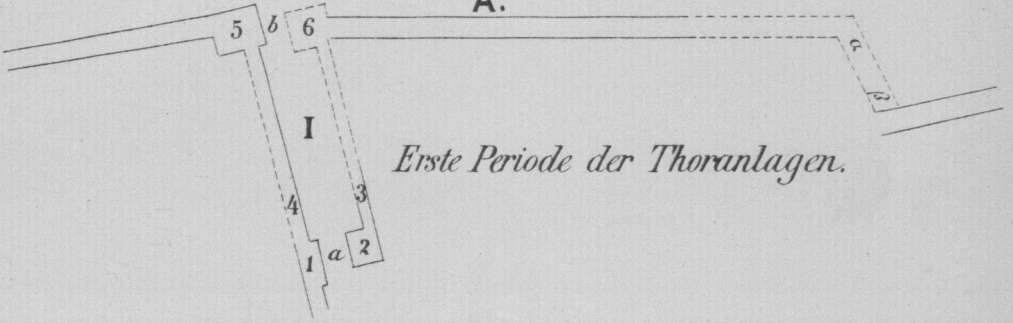 A.
5 b 6
α
β
I
Erste Periode der Thoranlagen.
4 3
1 a 2